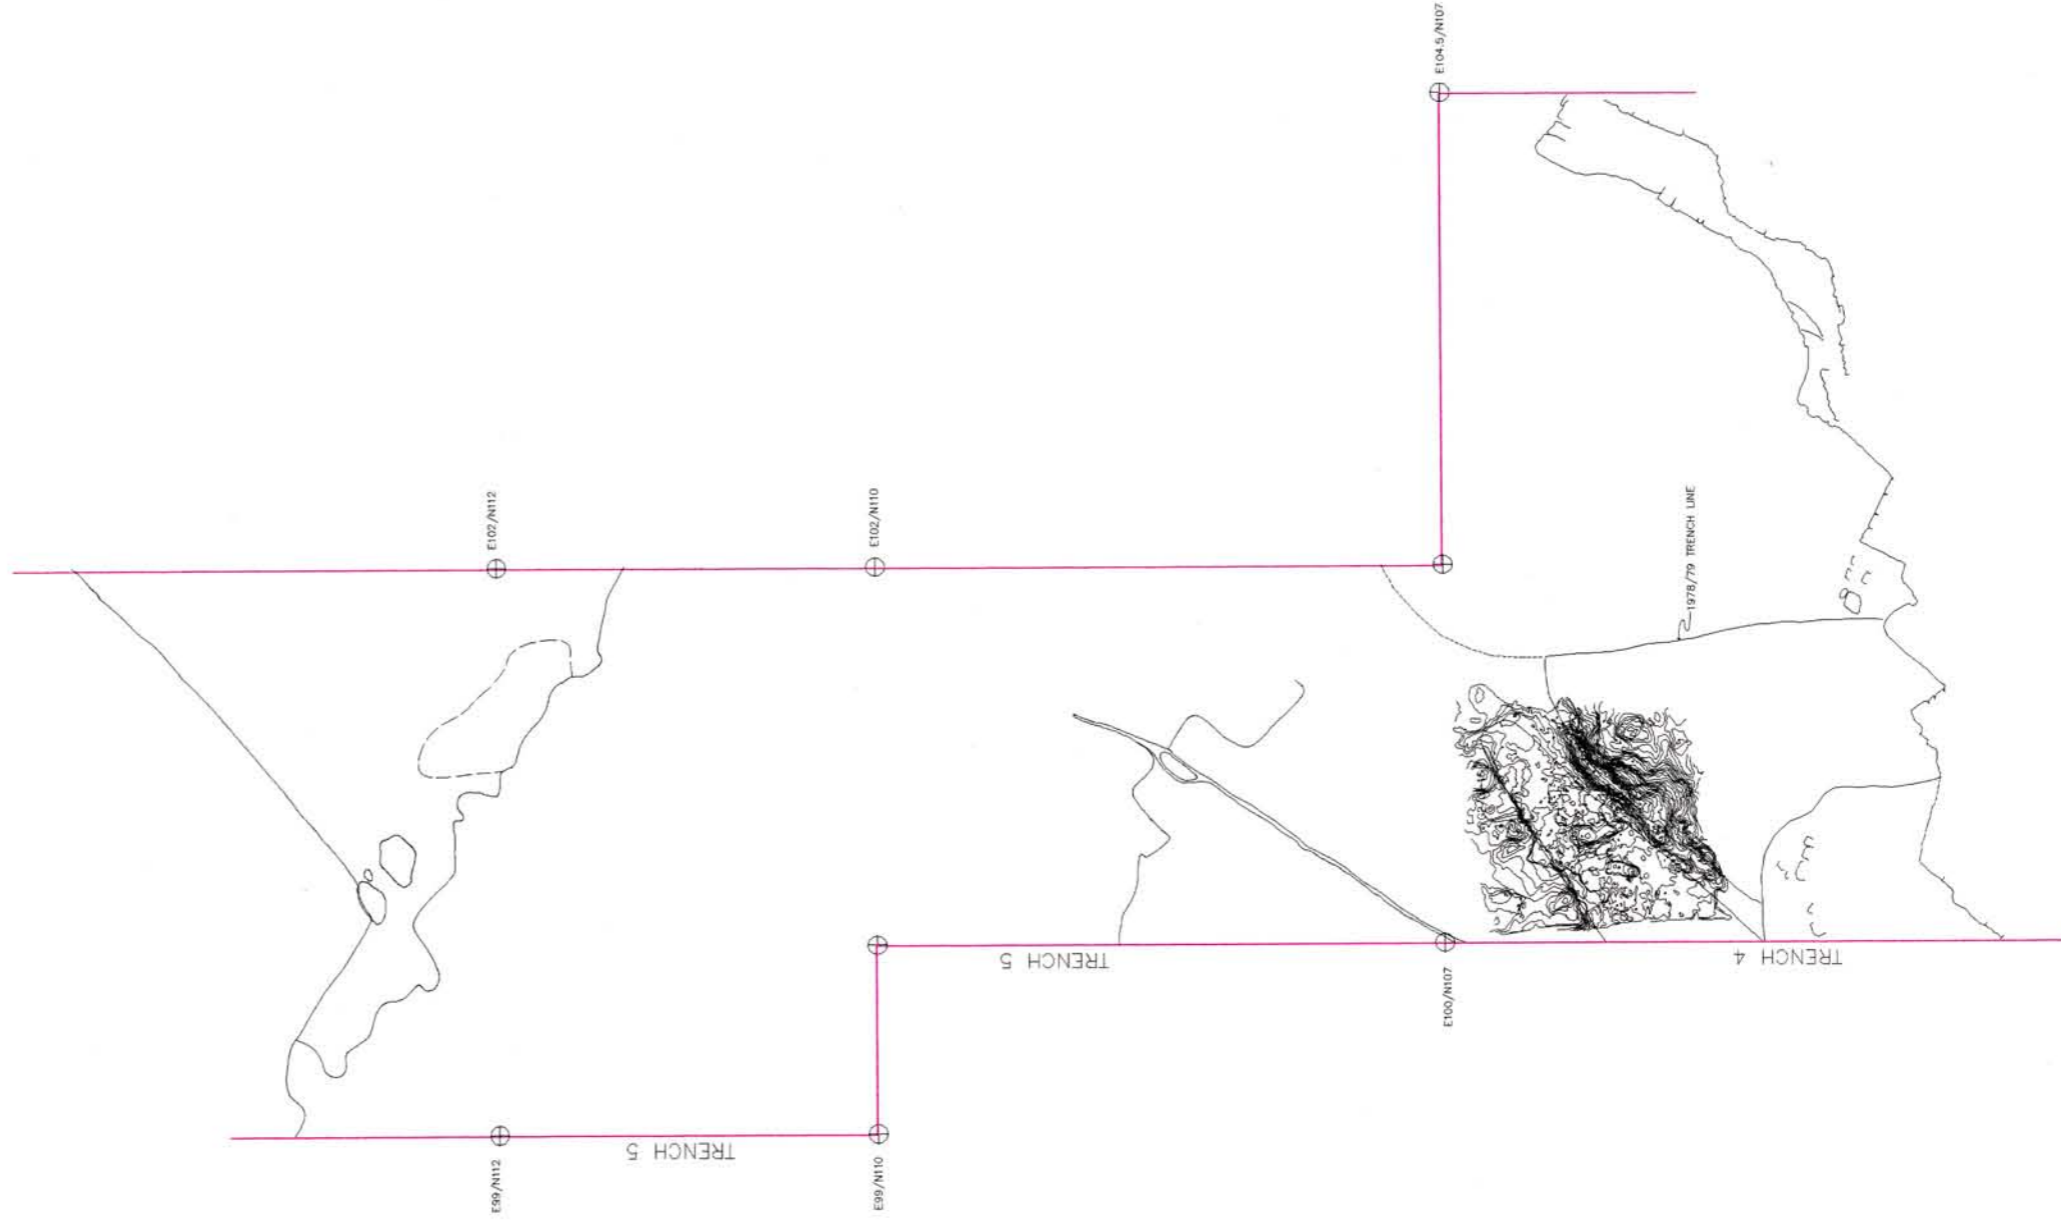 E104.5/N107
E102/N112
E102/N110
1978/79 TRENCH LINE
TRENCH 5
TRENCH 4
E100/N107
TRENCH 5
E99/N112
E99/N110